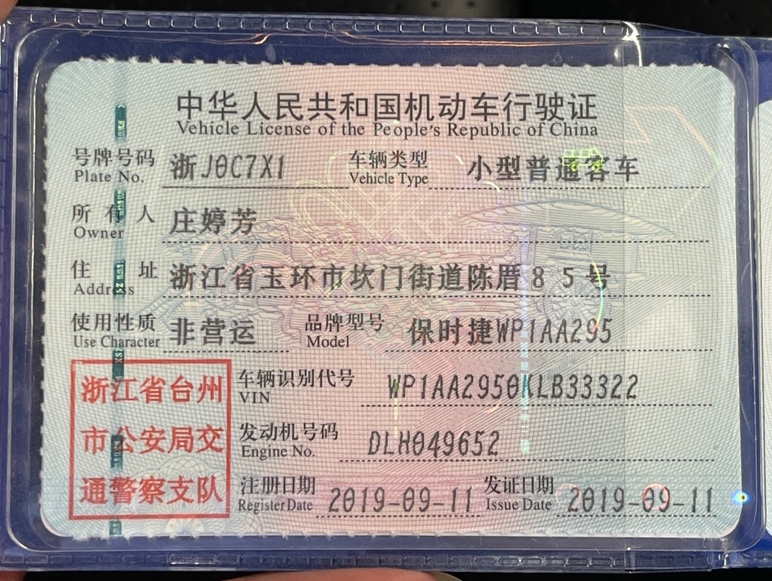 中华人民共和国机动车行驶证
Vehicle License of the People's Republic of China
号牌号码 浙J0C7X1 车辆类型 小型普通客车
Plate No. Vehicle Type
所有人 庄婷芳
Owner
住址 浙江省玉环市坎门街道陈厝85号
Address
使用性质 非营运 品牌型号 保时捷WP1AA295
Use Character Model
浙江省台州
市公安局交
通警察支队
车辆识别代号 WP1AA2950KLB33322
VIN
发动机号码 DLH049652
Engine No.
注册日期 2019-09-11 发证日期 2019-09-11
Register Date Issue Date